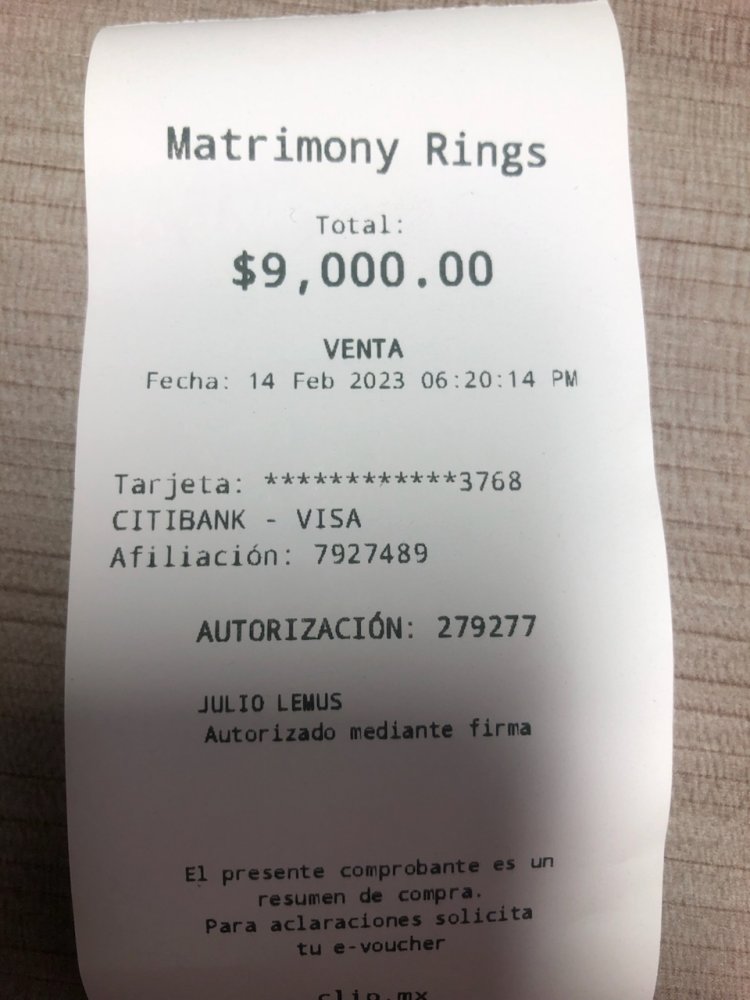 Matrimony Rings
Total:
$9,000.00
VENTA
Fecha: 14 Feb 2023 06:20:14 PM
Tarjeta: ************3768
CITIBANK - VISA
Afiliación: 7927489
AUTORIZACIÓN: 279277
JULIO LEMUS
Autorizado mediante firma
El presente comprobante es un
resumen de compra.
Para aclaraciones solicita
tu e-voucher
clip.mx